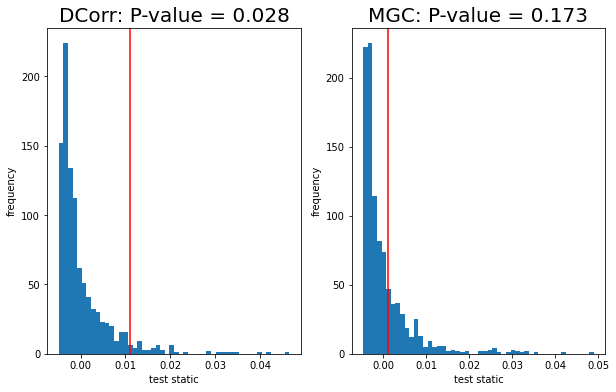 DCorr: P-value = 0.028
frequency
200
150
100
50
0
0.00 0.01 0.02 0.03 0.04
test static
MGC: P-value = 0.173
frequency
200
150
100
50
0
0.00 0.01 0.02 0.03 0.04 0.05
test static